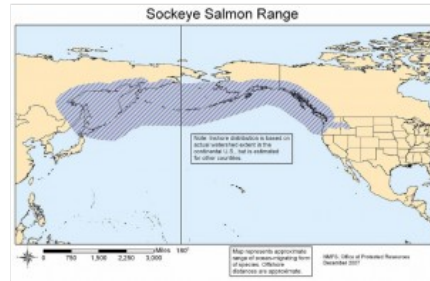 Sockeye Salmon Range
Note: Inshore distribution is based on
actual watershed extent in the
continental U.S., but is estimated
for other countries.
Miles
180°
0 750 1,500 2,250 3,000
Map represents approximate
range of ocean-migrating form
of species. Offshore
distances are approximate.
NMFS, Office of Protected Resources
December 2007